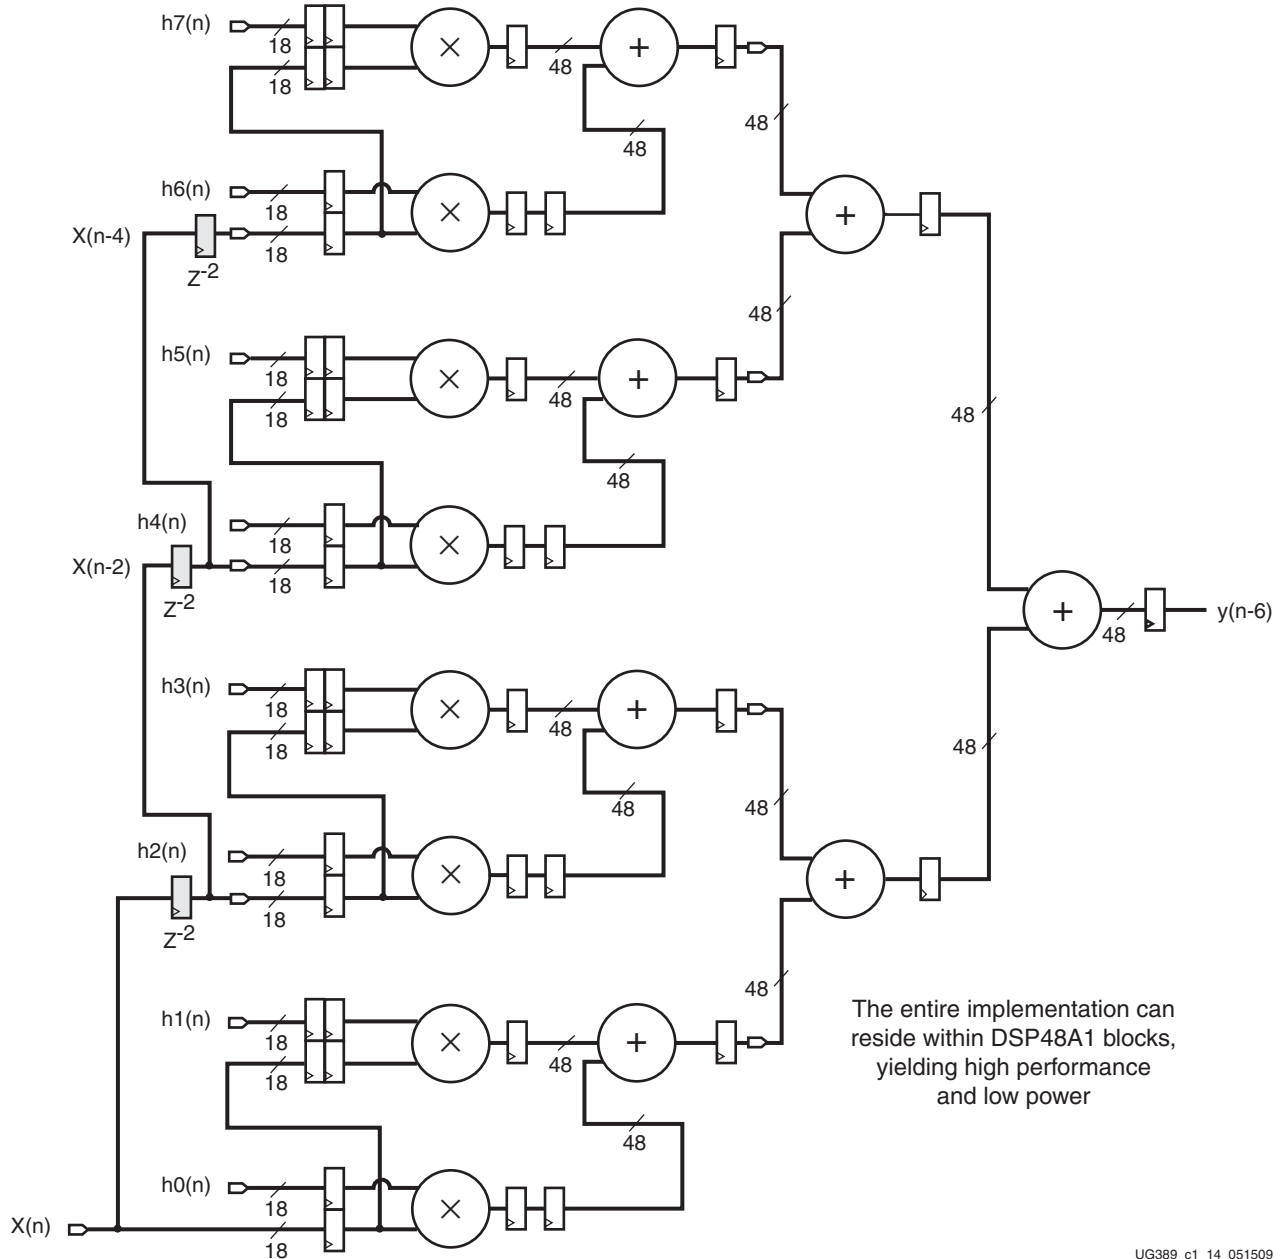 h7(n)
18
18
48
48
48
h6(n)
18
X(n-4)
18
Z-2
48
h5(n)
18
18
48
48
48
h4(n)
18
X(n-2)
18
Z-2
y(n-6)
48
h3(n)
18
18
48
48
48
48
h2(n)
18
18
Z-2
48
h1(n)
18
18
48
48
The entire implementation can
reside within DSP48A1 blocks,
yielding high performance
and low power
h0(n)
18
X(n)
18
UG389_c1_14_051509